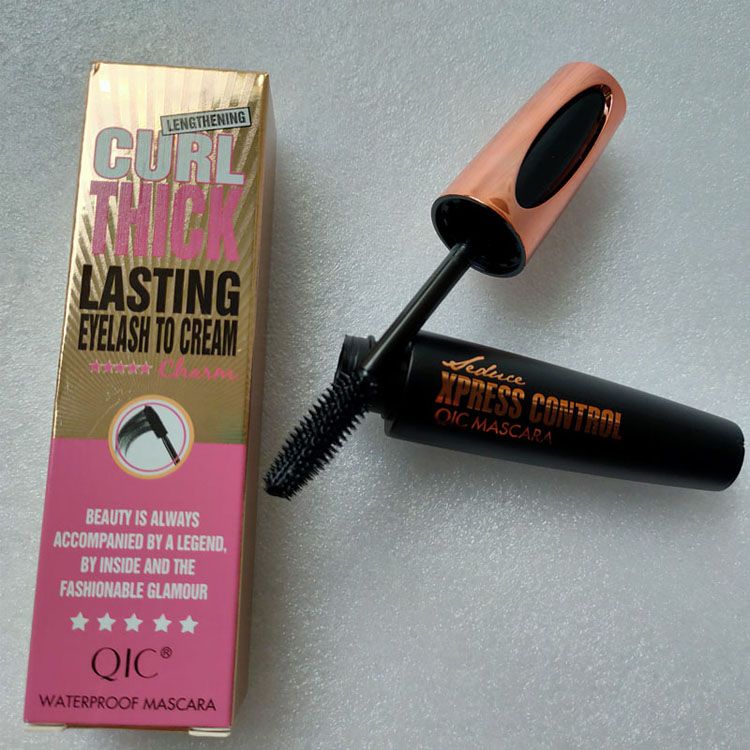 LENGTHENING
CURL
THICK
LASTING
EYELASH TO CREAM
Charm
BEAUTY IS ALWAYS
ACCOMPANIED BY A LEGEND,
BY INSIDE AND THE
FASHIONABLE GLAMOUR
QIC®
WATERPROOF MASCARA
Seduce
XPRESS CONTROL
QIC MASCARA